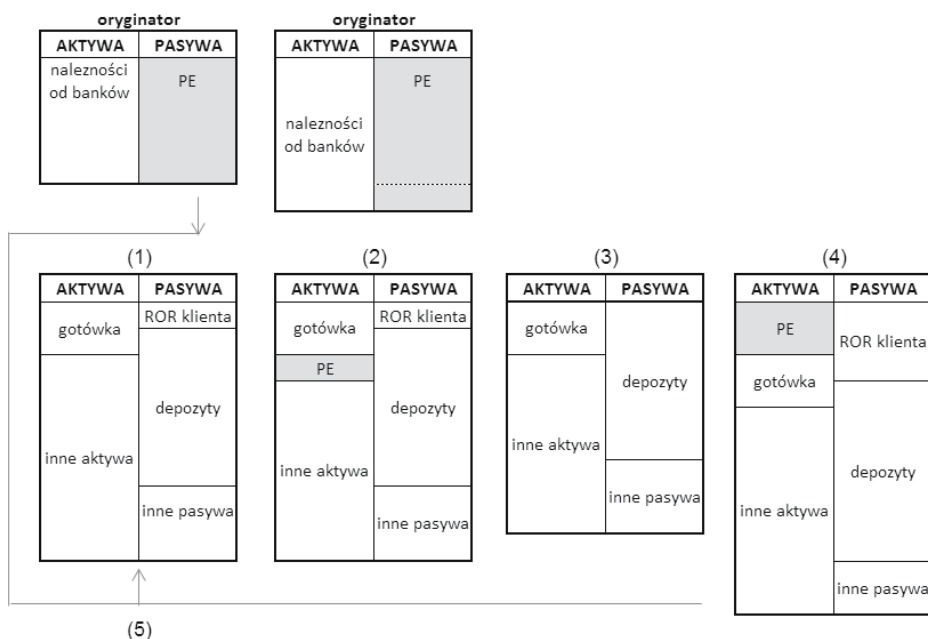 oryginator
AKTYWA PASYWA
nalezności
od banków
PE
oryginator
AKTYWA PASYWA
nalezności
od banków
PE
(1)
AKTYWA PASYWA
gotówka
inne aktywa
ROR klienta
depozyty
inne pasywa
(2)
AKTYWA PASYWA
gotówka
PE
inne aktywa
ROR klienta
depozyty
inne pasywa
(3)
AKTYWA PASYWA
gotówka
inne aktywa
depozyty
inne pasywa
(4)
AKTYWA PASYWA
PE
gotówka
inne aktywa
ROR klienta
depozyty
inne pasywa
(5)